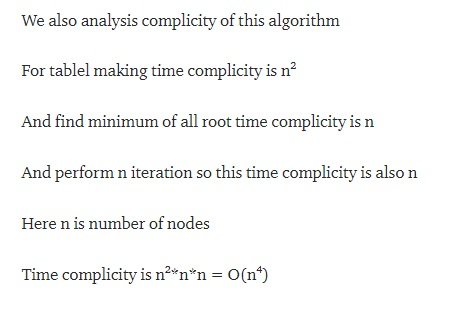 We also analysis complicity of this algorithm
For tablel making time complicity is n²
And find minimum of all root time complicity is n
And perform n iteration so this time complicity is also n
Here n is number of nodes
Time complicity is n²*n*n = O(n⁴)